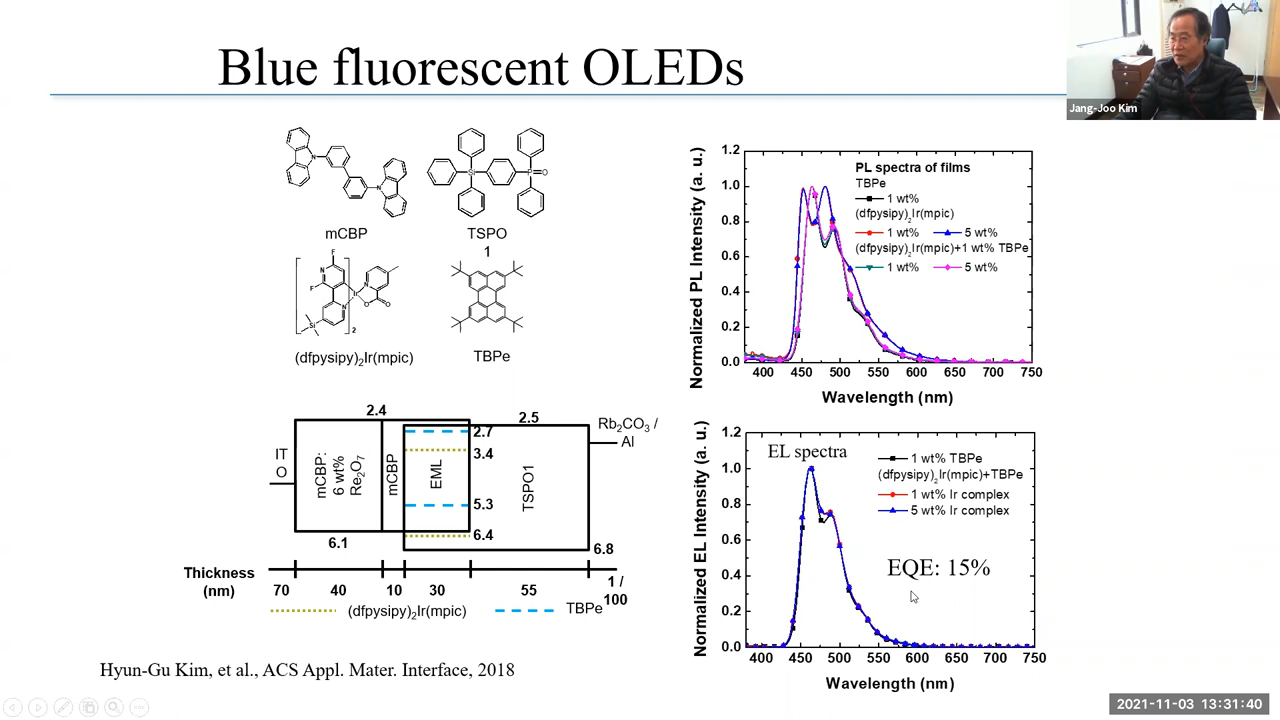 Blue fluorescent OLEDs
Jang-Joo Kim
N
N
Si
P
O
mCBP
TSPO
1
F
N
F
N
Ir
N
O
O
Si
2
(dfpysipy)₂Ir(mpic)
TBPe
PL spectra of films
TBPe
1 wt%
(dfpysipy)₂Ir(mpic)
1 wt% 5 wt%
(dfpysipy)₂Ir(mpic)+1 wt% TBPe
1 wt% 5 wt%
Normalized PL Intensity (a. u.)
1.2
1.0
0.8
0.6
0.4
0.2
0.0
400 450 500 550 600 650 700 750
Wavelength (nm)
2.4
2.5
Rb₂CO₃ /
Al
2.7
3.4
IT
O
mCBP:
6 wt%
Re₂O₇
mCBP
EML
TSPO1
5.3
6.4
6.1
6.8
Thickness
(nm)
70 40 10 30 55 1 /
100
(dfpysipy)₂Ir(mpic) TBPe
EL spectra
1 wt% TBPe
(dfpysipy)₂Ir(mpic)+TBPe
1 wt% Ir complex
5 wt% Ir complex
EQE: 15%
Normalized EL Intensity (a. u.)
1.2
1.0
0.8
0.6
0.4
0.2
0.0
400 450 500 550 600 650 700 750
Wavelength (nm)
Hyun-Gu Kim, et al., ACS Appl. Mater. Interface, 2018
2021-11-03 13:31:40